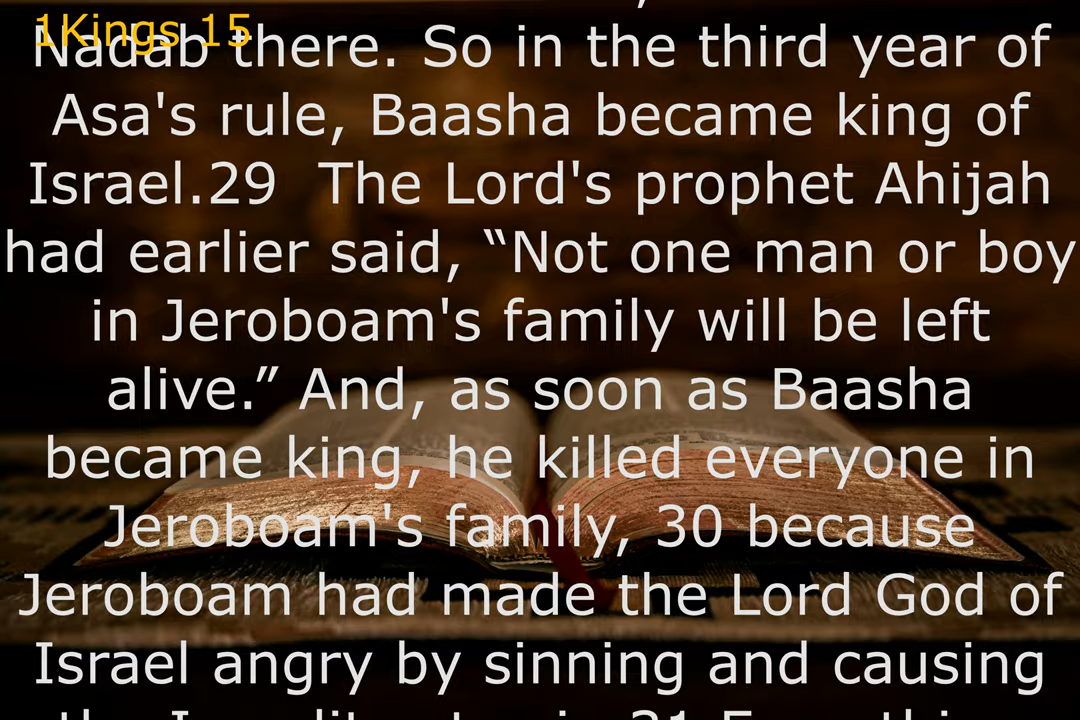 1Kings 15
Nadab there. So in the third year of
Asa's rule, Baasha became king of
Israel.29  The Lord's prophet Ahijah
had earlier said, “Not one man or boy
in Jeroboam's family will be left
alive.” And, as soon as Baasha
became king, he killed everyone in
Jeroboam's family, 30 because
Jeroboam had made the Lord God of
Israel angry by sinning and causing